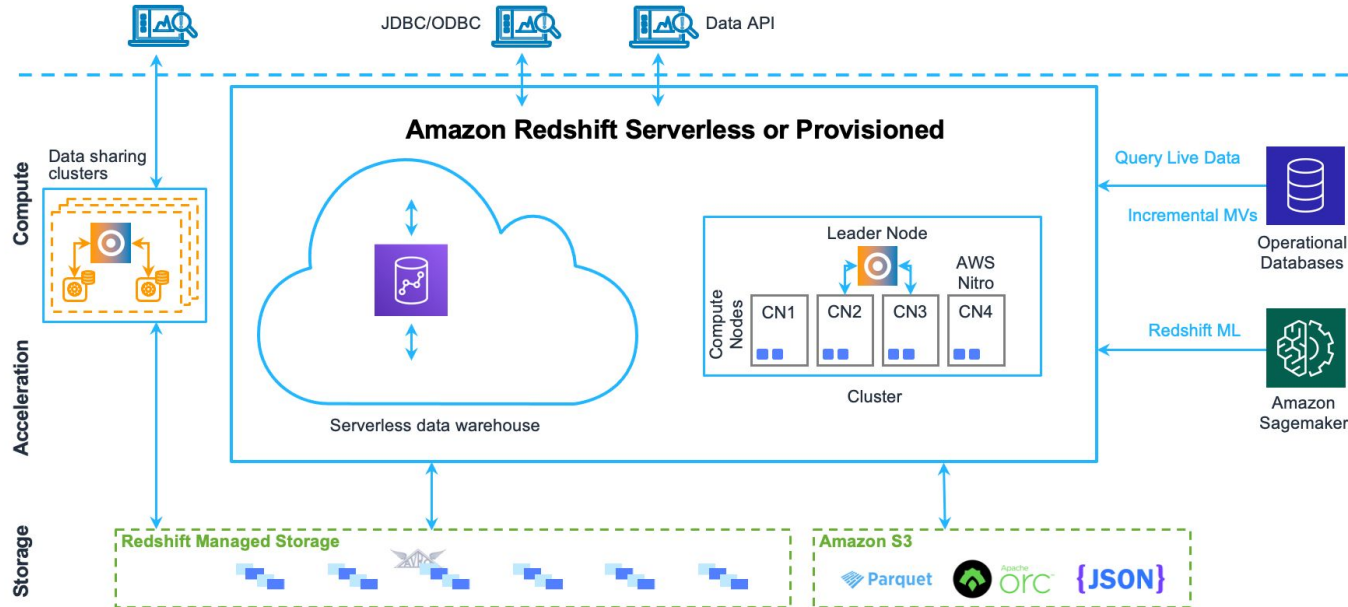 JDBC/ODBC
Data API
Amazon Redshift Serverless or Provisioned
Compute
Data sharing
clusters
Query Live Data
Incremental MVs
Operational
Databases
Leader Node
AWS
Nitro
Compute
Nodes
CN1
CN2
CN3
CN4
Cluster
Redshift ML
Amazon
Sagemaker
Acceleration
Serverless data warehouse
Storage
Redshift Managed Storage
AVRO
Amazon S3
Parquet
Apache
orc
{JSON}